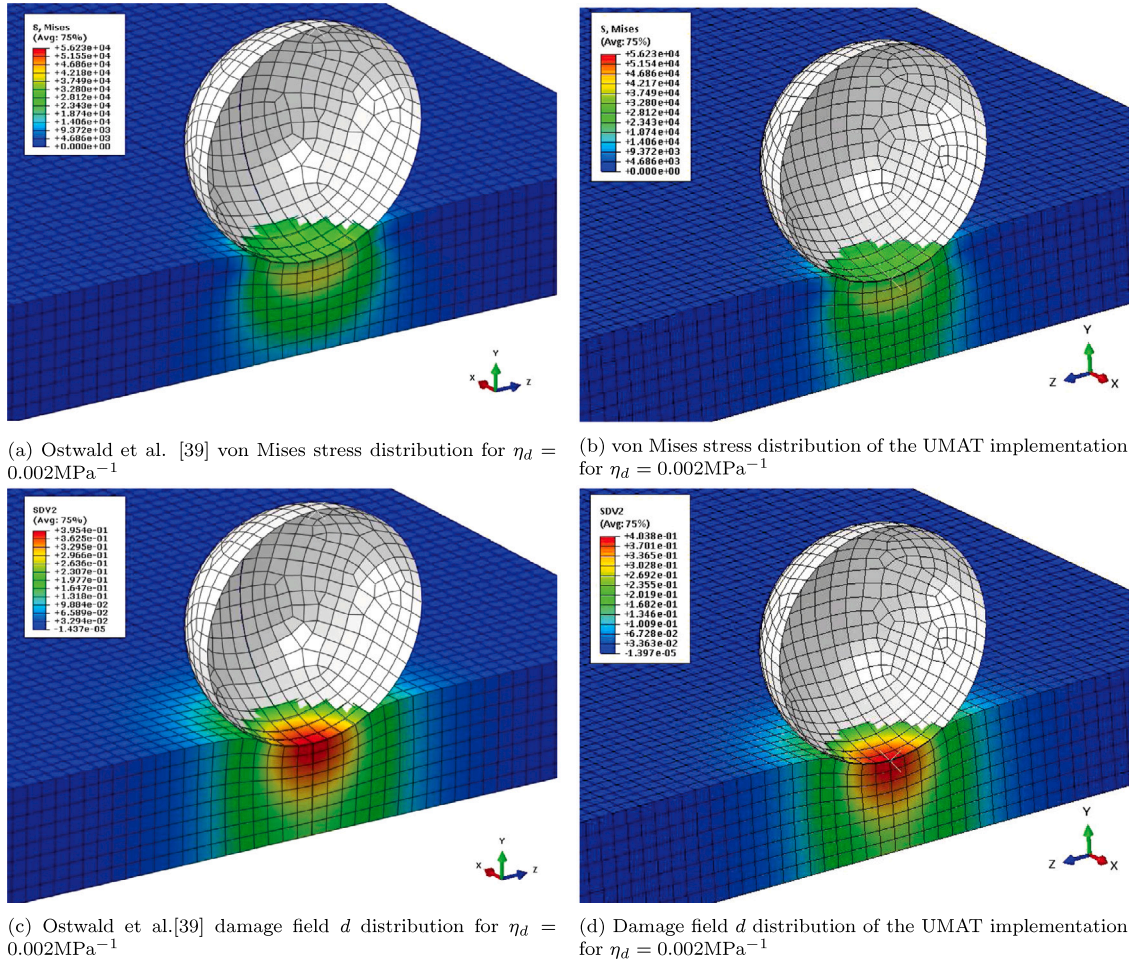 S, Mises
(Avg: 75%)
+5.623e+04
+5.155e+04
+4.686e+04
+4.218e+04
+3.749e+04
+3.280e+04
+2.812e+04
+2.343e+04
+1.874e+04
+1.406e+04
+9.372e+03
+4.686e+03
+0.000e+00
Y
X
Z
(a) Ostwald et al. [39] von Mises stress distribution for ηd =
0.002MPa−1
S, Mises
(Avg: 75%)
+5.623e+04
+5.154e+04
+4.686e+04
+4.217e+04
+3.749e+04
+3.280e+04
+2.812e+04
+2.343e+04
+1.874e+04
+1.406e+04
+9.372e+03
+4.686e+03
+0.000e+00
Y
Z
X
(b) von Mises stress distribution of the UMAT implementation
for ηd = 0.002MPa−1
SDV2
(Avg: 75%)
+3.954e-01
+3.625e-01
+3.295e-01
+2.966e-01
+2.636e-01
+2.307e-01
+1.977e-01
+1.647e-01
+1.318e-01
+9.884e-02
+6.589e-02
+3.294e-02
-1.437e-05
Y
X
Z
(c) Ostwald et al.[39] damage field d distribution for ηd =
0.002MPa−1
SDV2
(Avg: 75%)
+4.038e-01
+3.701e-01
+3.365e-01
+3.028e-01
+2.692e-01
+2.355e-01
+2.019e-01
+1.682e-01
+1.346e-01
+1.009e-01
+6.728e-02
+3.363e-02
-1.397e-05
Y
Z
X
(d) Damage field d distribution of the UMAT implementation
for ηd = 0.002MPa−1